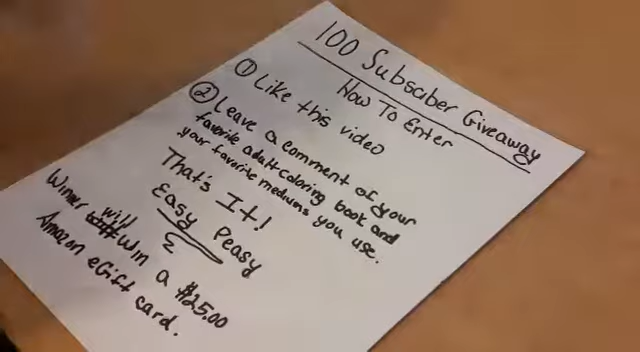 100 Subsciber Giveaway
How To Enter
① Like this video
② Leave a comment of your
favorite adult coloring book and
your favorite mediums you use.
That's It!
Easy Peasy
Winner will win a $25.00
Amazon eGift card.